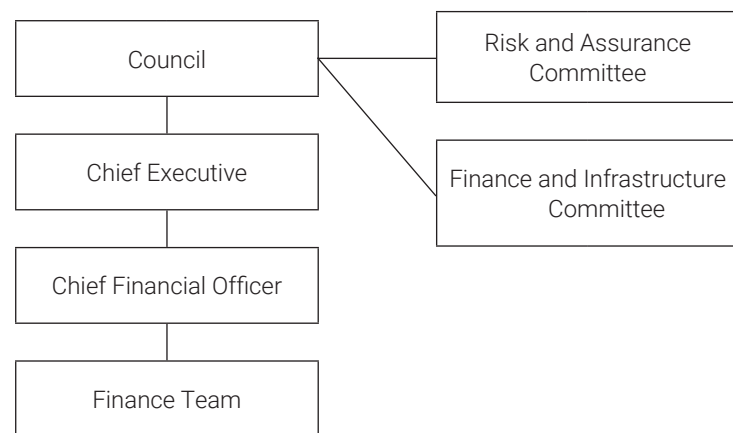 Council
Risk and Assurance
Committee
Chief Executive
Finance and Infrastructure
Committee
Chief Financial Officer
Finance Team